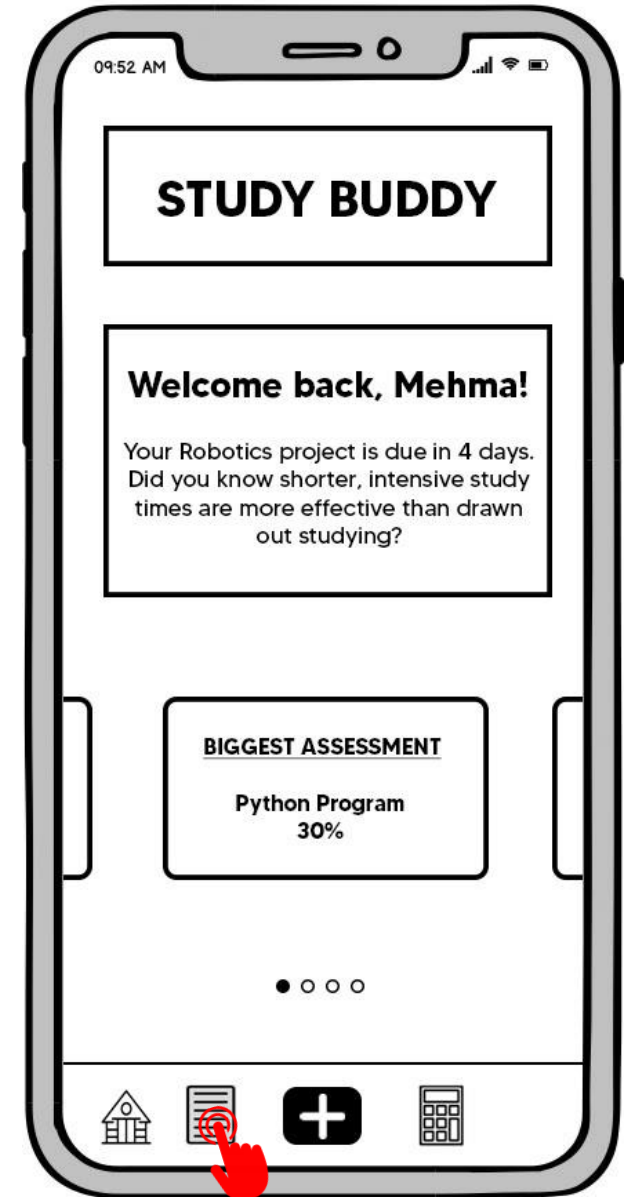 09:52 AM
STUDY BUDDY
Welcome back, Mehma!
Your Robotics project is due in 4 days.
Did you know shorter, intensive study
times are more effective than drawn
out studying?
BIGGEST ASSESSMENT
Python Program
30%